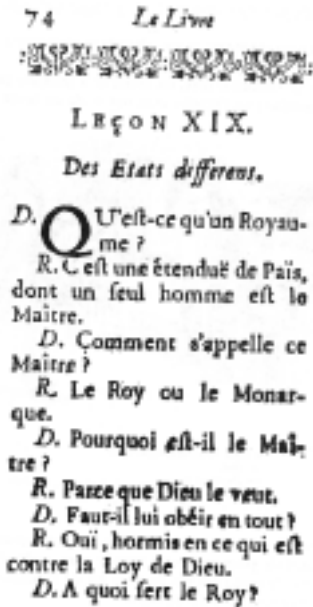 74 Le Livre
LEÇON XIX.
Des Etats differens.
D. QU'eſt-ce qu'un Royau-
me ?
R. C'eſt une étenduë de Païs,
dont un ſeul homme eſt le
Maître.
D. Comment s'appelle ce
Maître ?
R. Le Roy ou le Monar-
que.
D. Pourquoi eſt-il le Maî-
tre ?
R. Parce que Dieu le veut.
D. Faut-il lui obéir en tout ?
R. Ouï, hormis en ce qui eſt
contre la Loy de Dieu.
D. A quoi ſert le Roy ?